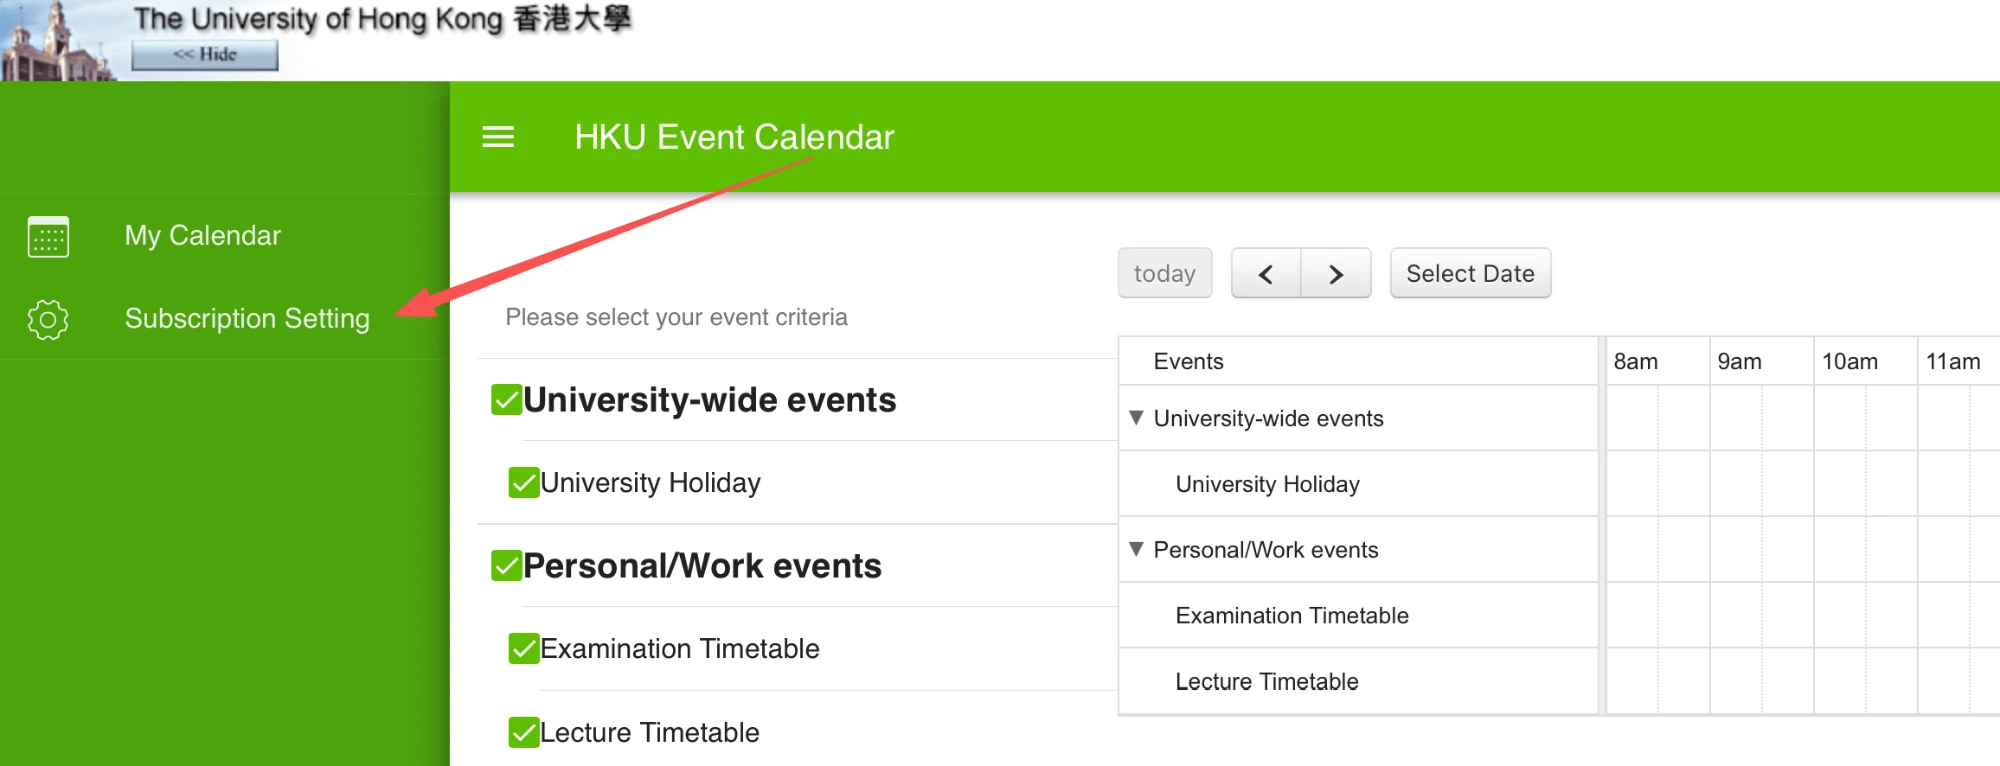 The University of Hong Kong 香港大學
<< Hide
HKU Event Calendar
My Calendar
Subscription Setting
Please select your event criteria
University-wide events
University Holiday
Personal/Work events
Examination Timetable
Lecture Timetable
today
Select Date
Events 8am 9am 10am 11am
University-wide events
University Holiday
Personal/Work events
Examination Timetable
Lecture Timetable